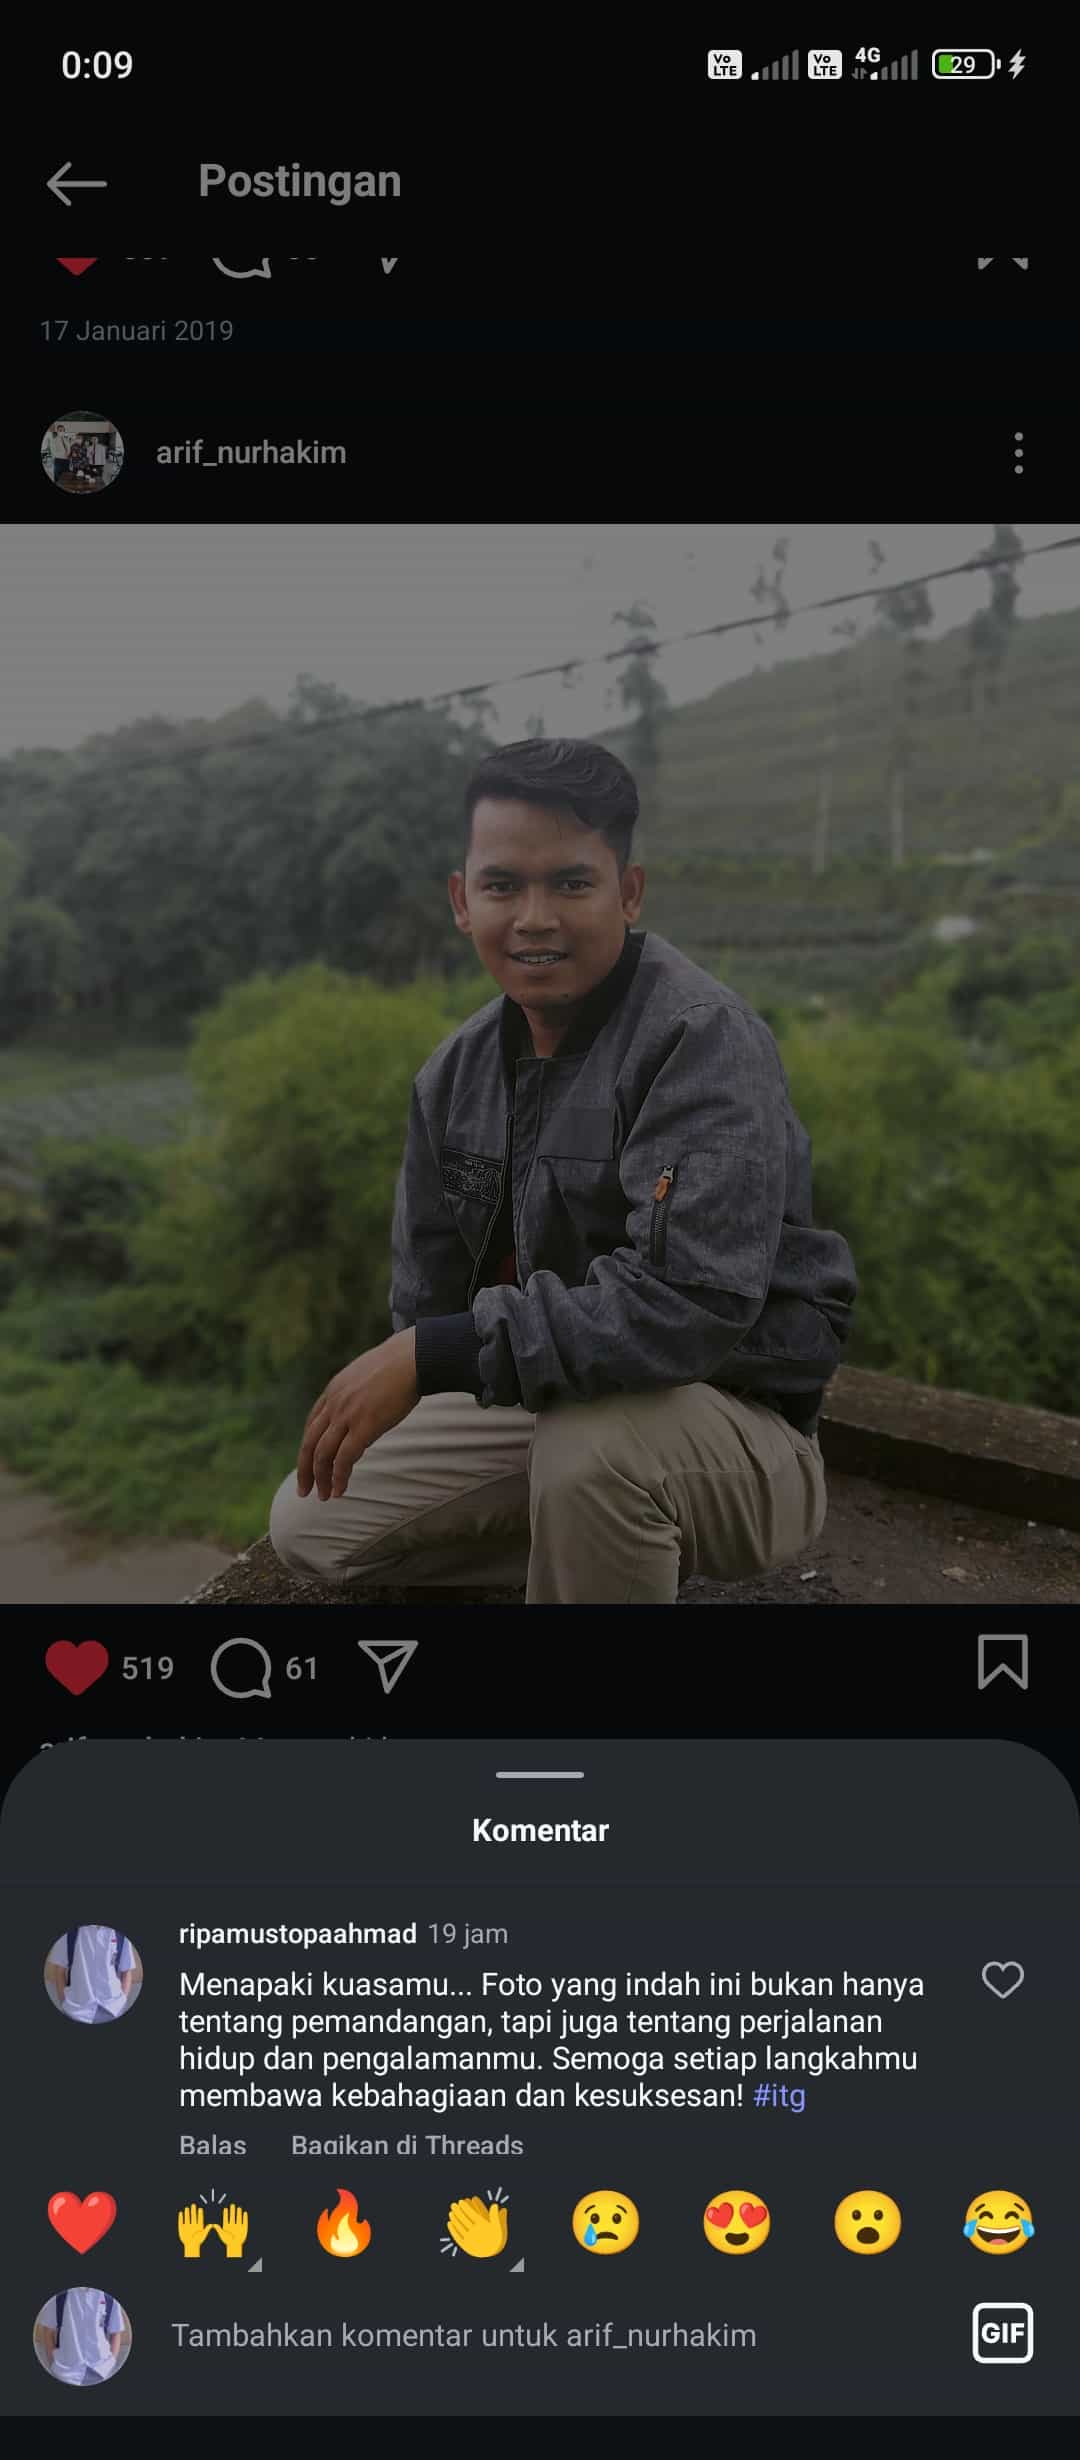 0:09
Vo LTE Vo LTE 4G 29
Postingan
17 Januari 2019
arif_nurhakim
519 61
Komentar
ripamustopaahmad 19 jam
Menapaki kuasamu... Foto yang indah ini bukan hanya
tentang pemandangan, tapi juga tentang perjalanan
hidup dan pengalamanmu. Semoga setiap langkahmu
membawa kebahagiaan dan kesuksesan! #itg
Balas Bagikan di Threads
Tambahkan komentar untuk arif_nurhakim
GIF